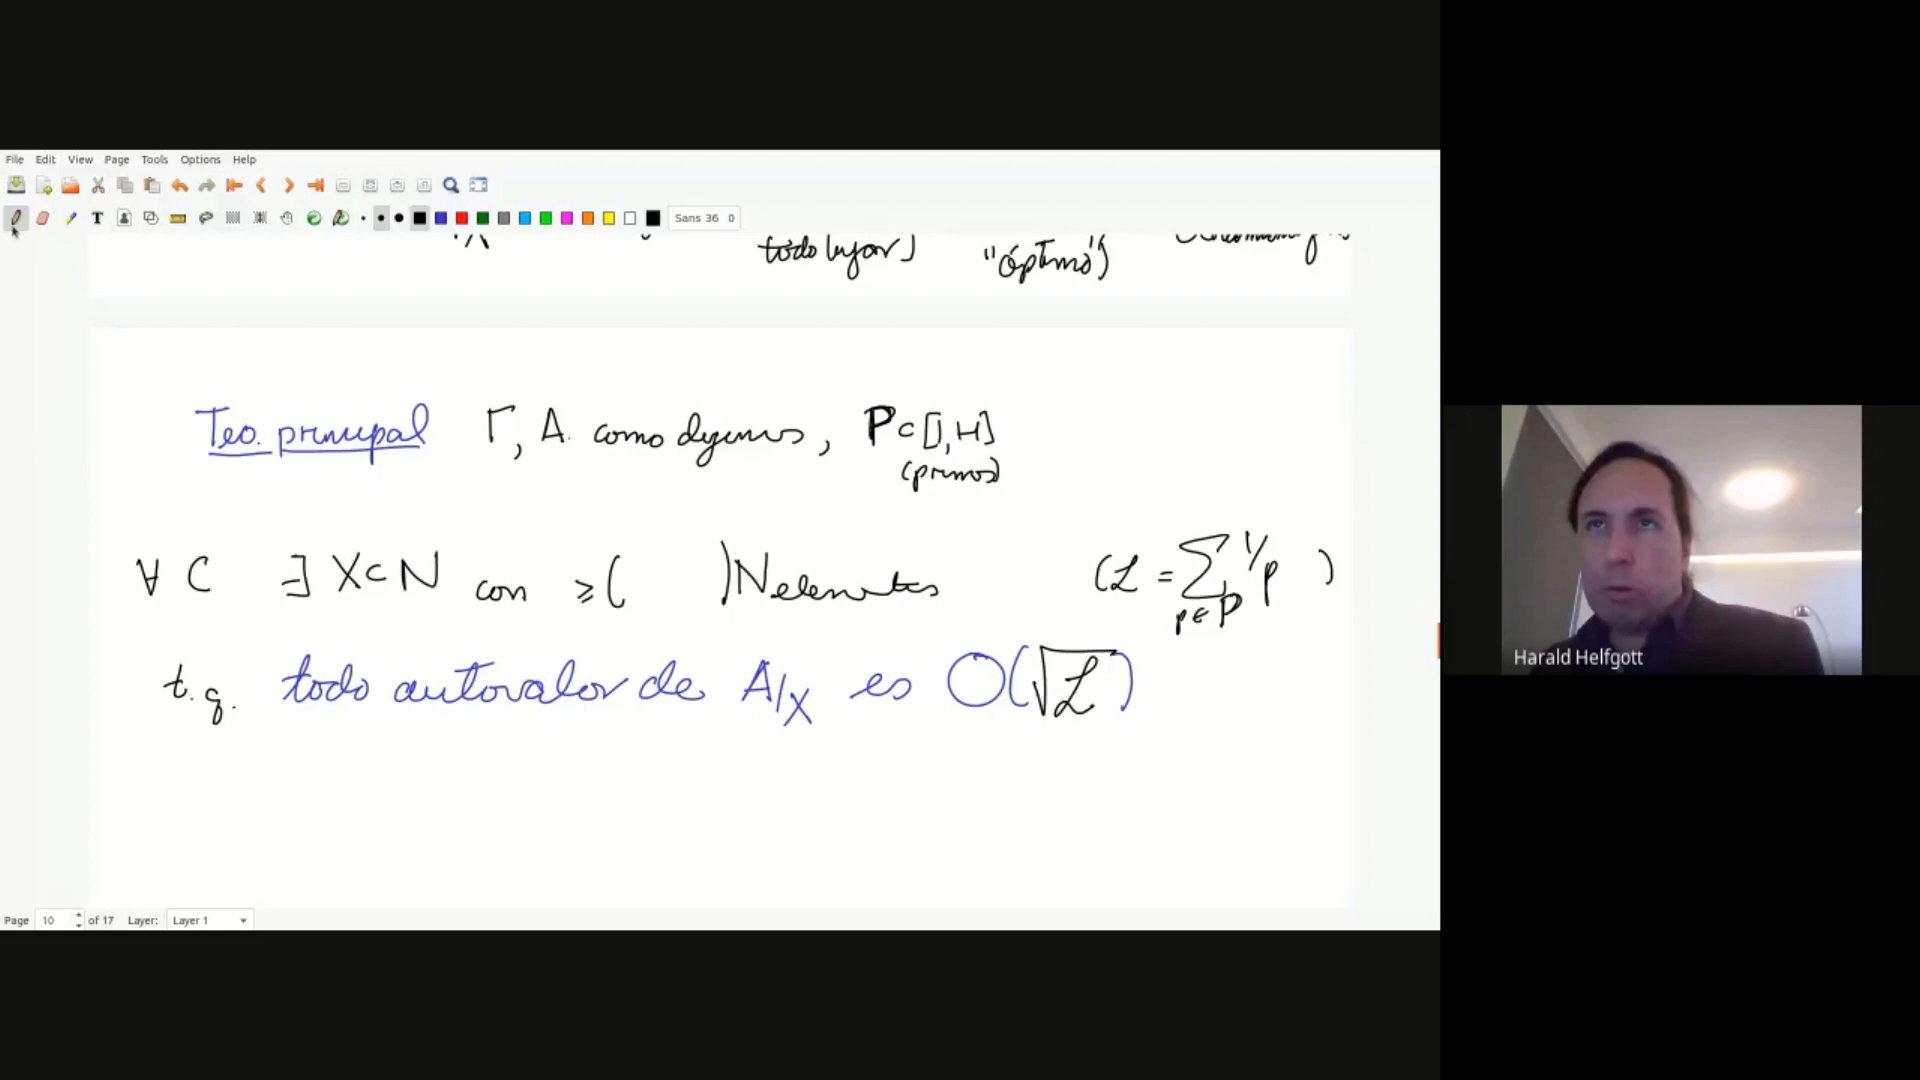 File Edit View Page Tools Options Help
T Sans 36 0
todo lugar)
"óptimo")
Teo. principal Γ, A. como dijimos, P⊂[ ,H]
(primos)
∀ C ∃ X⊂N con ≥( )N elementos (ℒ = ∑ 1/p )
p∈P
t.q. todo autovalor de A|X es O(√ℒ)
Page 10 of 17 Layer: Layer 1
Harald Helfgott